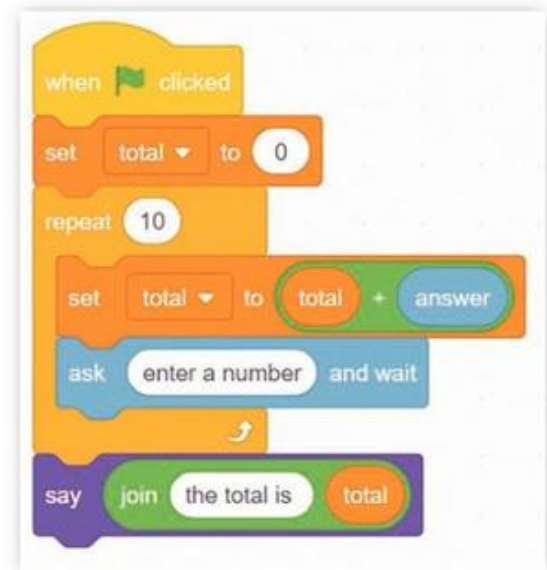 when clicked
set total to 0
repeat 10
set total to total + answer
ask enter a number and wait
say join the total is total